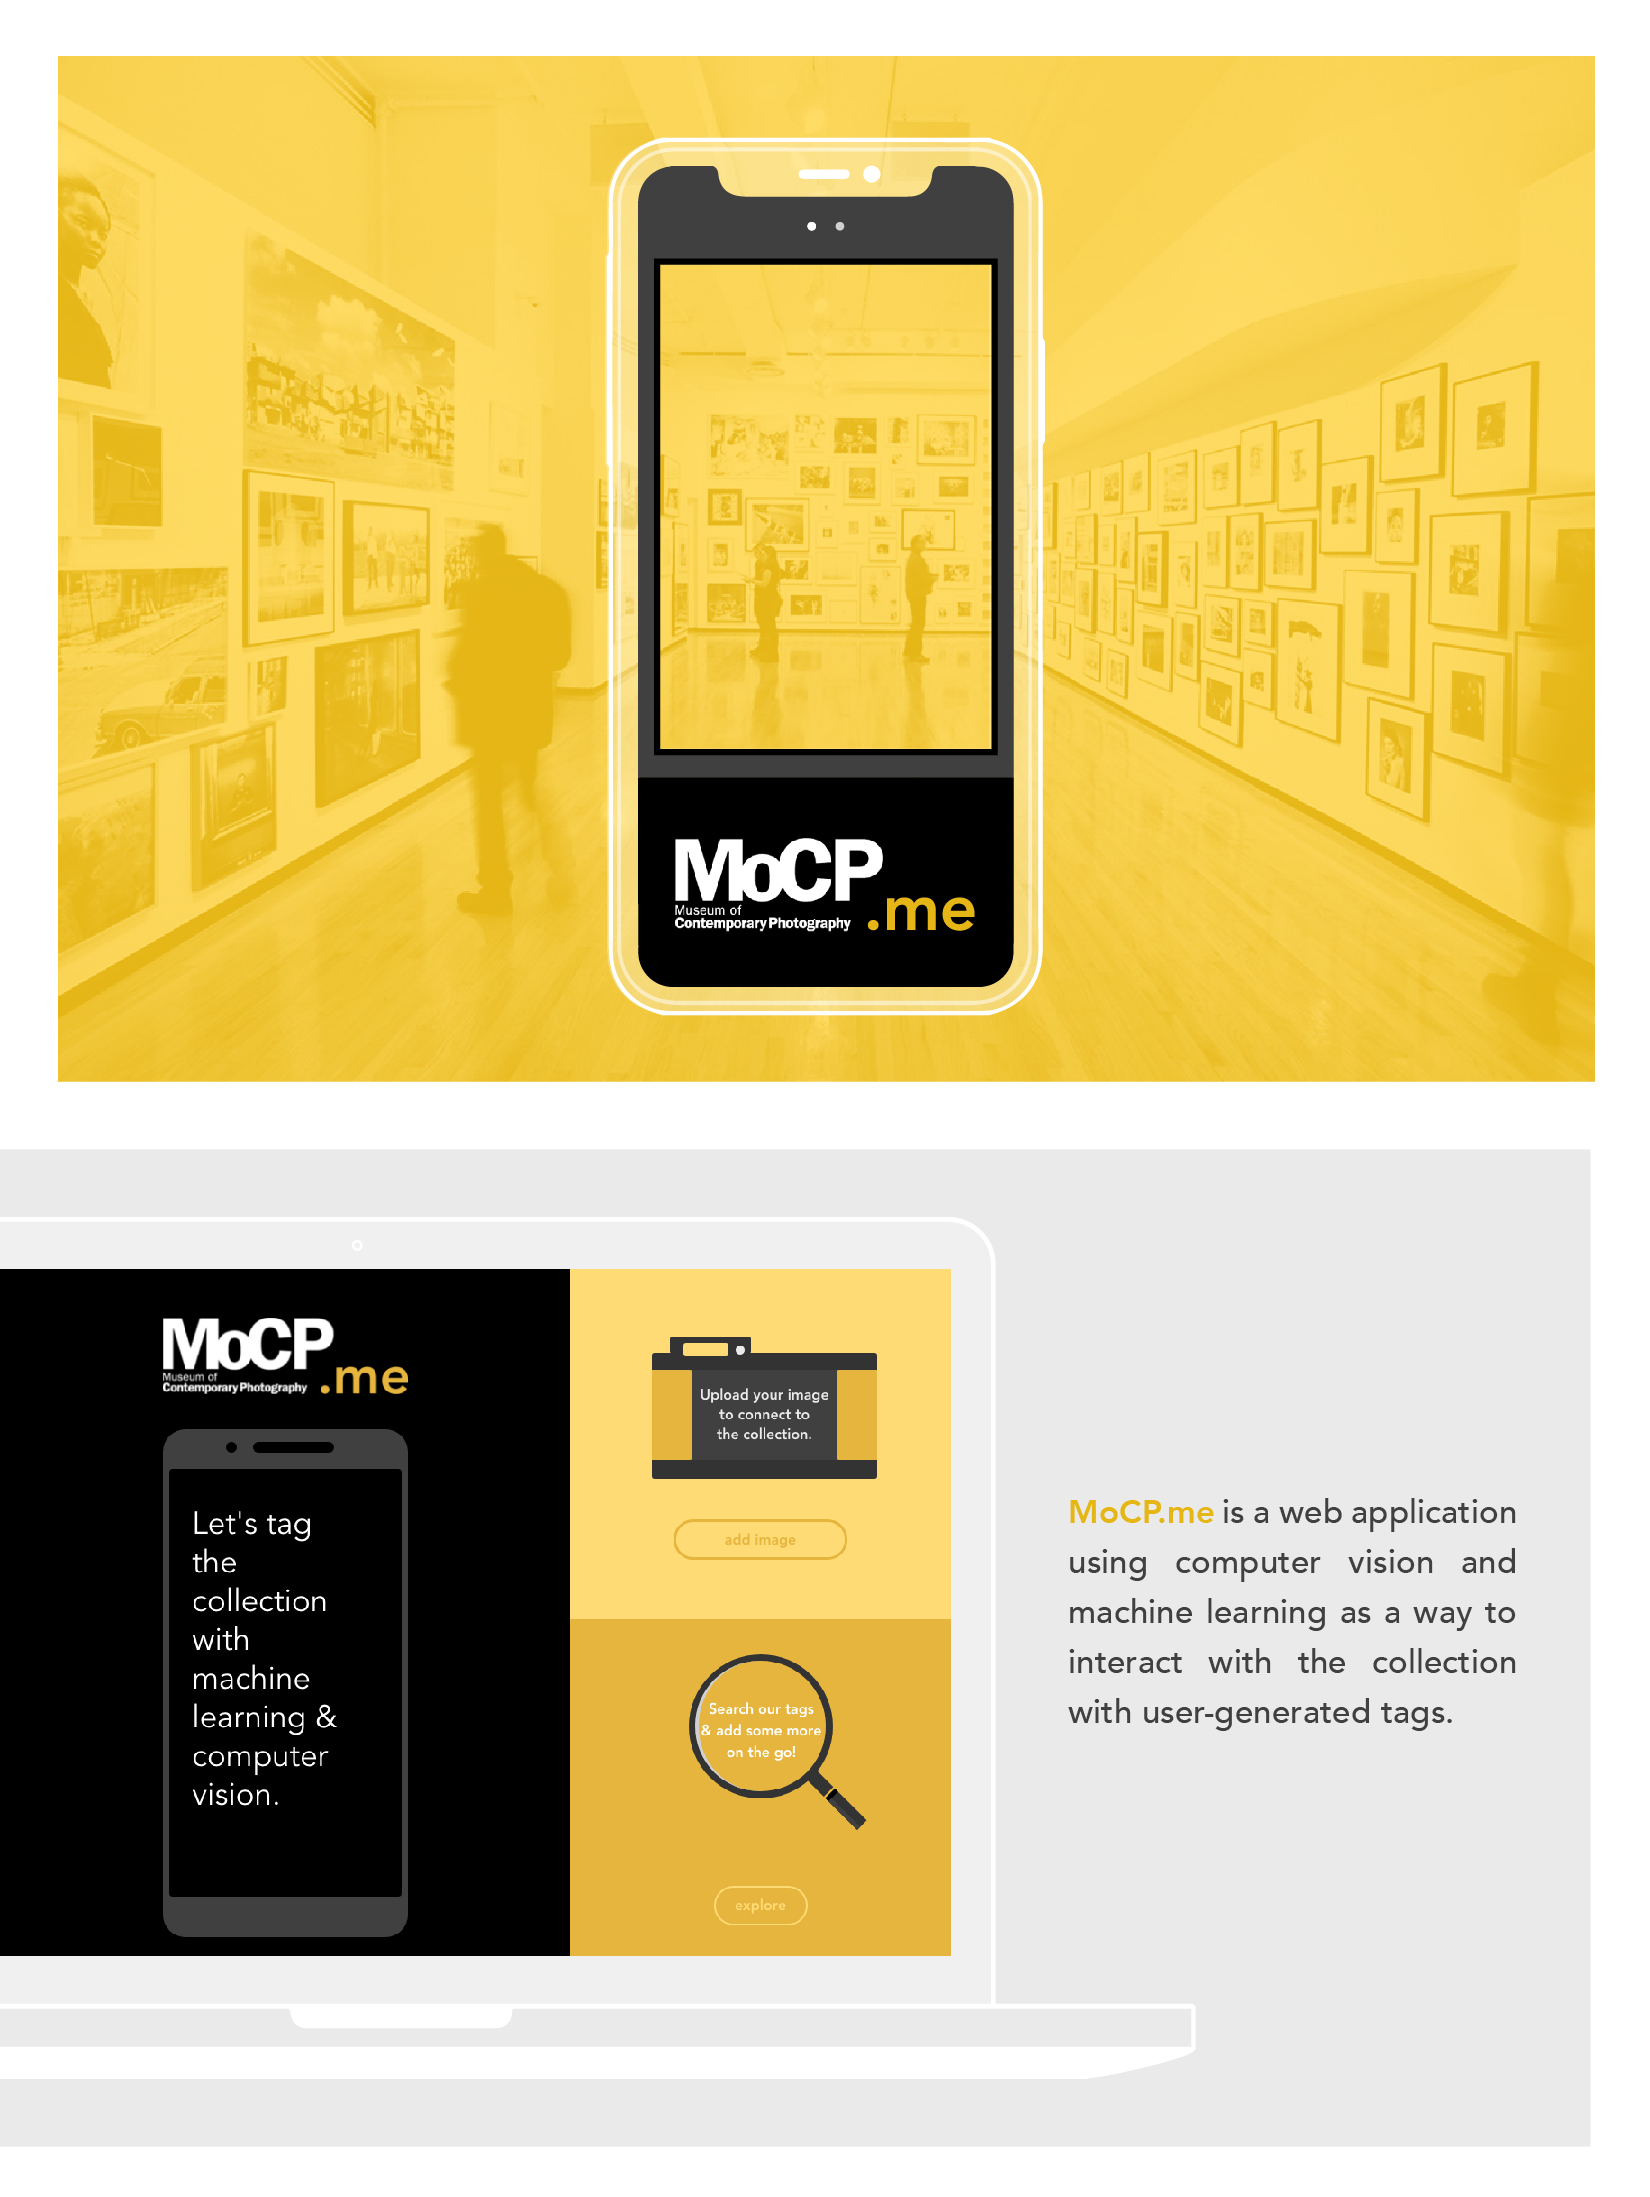 MoCP
Museum of
Contemporary Photography
.me
MoCP
Museum of
Contemporary Photography
.me
Let's tag
the
collection
with
machine
learning &
computer
vision.
Upload your image
to connect to
the collection.
add image
Search our tags
& add some more
on the go!
explore
MoCP.me is a web application
using computer vision and
machine learning as a way to
interact with the collection
with user-generated tags.